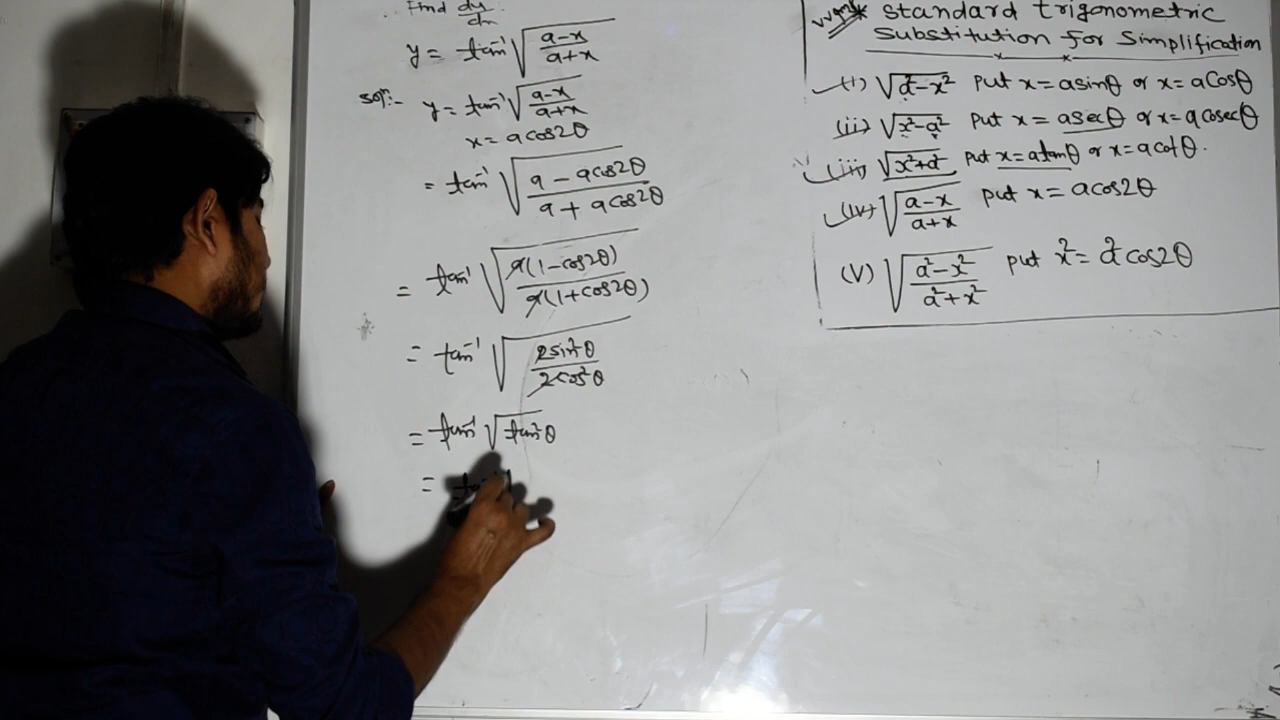 Find dy/dx
y = tan⁻¹ √((a-x)/(a+x))
Solⁿ:- y = tan⁻¹ √((a-x)/(a+x))
x = a cos2θ
= tan⁻¹ √((a - a cos2θ)/(a + a cos2θ))
= tan⁻¹ √(a(1-cos2θ)/a(1+cos2θ))
= tan⁻¹ √(2sin²θ/2cos²θ)
= tan⁻¹ √tan²θ
=
Standard trigonometric
Substitution for Simplification
(i) √(a²-x²) put x = a sinθ or x = a Cosθ
(ii) √(x²-a²) put x = a secθ or x = a cosecθ
(iii) √(x²+a²) put x = a tanθ or x = a cotθ.
(iv) √((a-x)/(a+x)) put x = a cos2θ
(V) √((a²-x²)/(a²+x²)) put x² = a² cos2θ